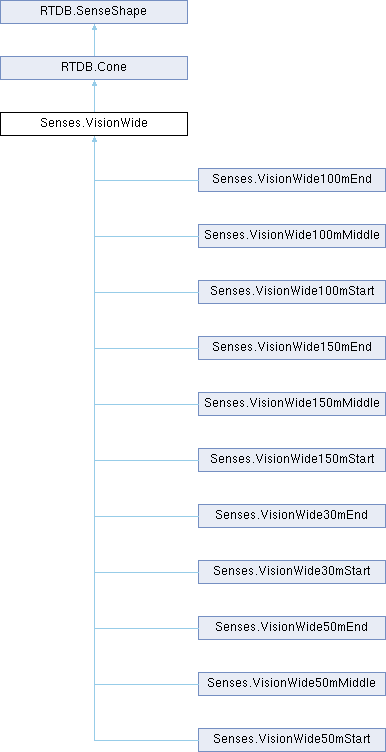 RTDB.SenseShape
RTDB.Cone
Senses.VisionWide
Senses.VisionWide100mEnd
Senses.VisionWide100mMiddle
Senses.VisionWide100mStart
Senses.VisionWide150mEnd
Senses.VisionWide150mMiddle
Senses.VisionWide150mStart
Senses.VisionWide30mEnd
Senses.VisionWide30mStart
Senses.VisionWide50mEnd
Senses.VisionWide50mMiddle
Senses.VisionWide50mStart